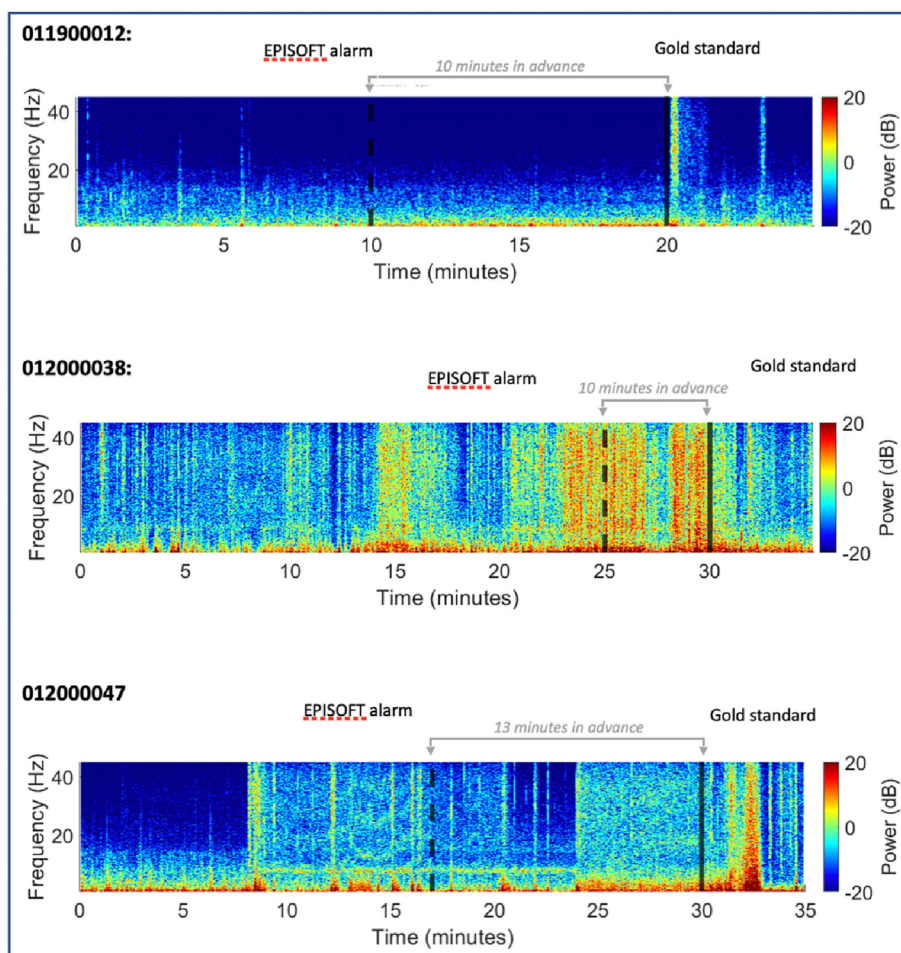 011900012:
EPISOFT alarm
Gold standard
10 minutes in advance
Frequency (Hz)
40
20
0
5
10
15
20
Time (minutes)
20
0
-20
Power (dB)
012000038:
EPISOFT alarm
Gold standard
10 minutes in advance
Frequency (Hz)
40
20
0
5
10
15
20
25
30
Time (minutes)
20
0
-20
Power (dB)
012000047
EPISOFT alarm
Gold standard
13 minutes in advance
Frequency (Hz)
40
20
0
5
10
15
20
25
30
35
Time (minutes)
20
0
-20
Power (dB)